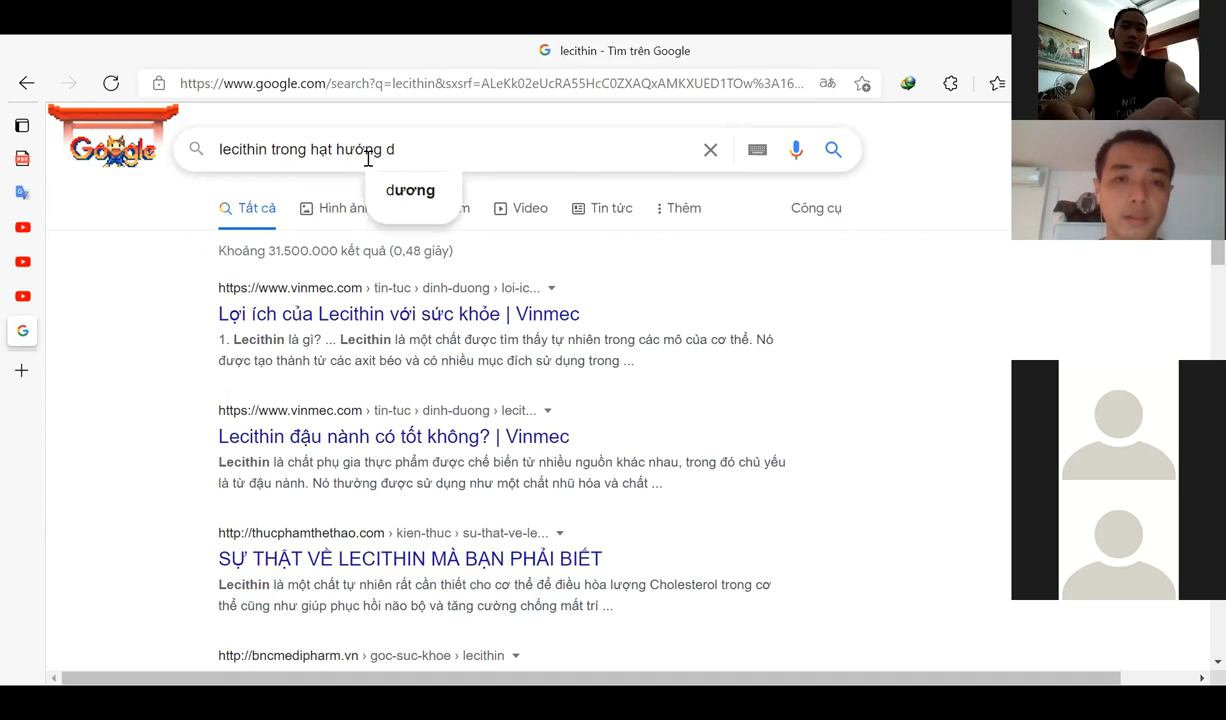 lecithin - Tìm trên Google
https://www.google.com/search?q=lecithin&sxsrf=ALeKk02eUcRA55HcC0ZXAQxAMKXUED1TOw%3A16...
Google
lecithin trong hạt hướng d
dương
Tất cả
Hình ảnh
Video
Tin tức
Thêm
Công cụ
Khoảng 31.500.000 kết quả (0,48 giây)
https://www.vinmec.com › tin-tuc › dinh-duong › loi-ic...
Lợi ích của Lecithin với sức khỏe | Vinmec
1. Lecithin là gì? ... Lecithin là một chất được tìm thấy tự nhiên trong các mô của cơ thể. Nó
được tạo thành từ các axit béo và có nhiều mục đích sử dụng trong ...
https://www.vinmec.com › tin-tuc › dinh-duong › lecit...
Lecithin đậu nành có tốt không? | Vinmec
Lecithin là chất phụ gia thực phẩm được chế biến từ nhiều nguồn khác nhau, trong đó chủ yếu
là từ đậu nành. Nó thường được sử dụng như một chất nhũ hóa và chất ...
http://thucphamthethao.com › kien-thuc › su-that-ve-le...
SỰ THẬT VỀ LECITHIN MÀ BẠN PHẢI BIẾT
Lecithin là một chất tự nhiên rất cần thiết cho cơ thể để điều hòa lượng Cholesterol trong cơ
thể cũng như giúp phục hồi não bộ và tăng cường chống mất trí ...
http://bncmedipharm.vn › goc-suc-khoe › lecithin